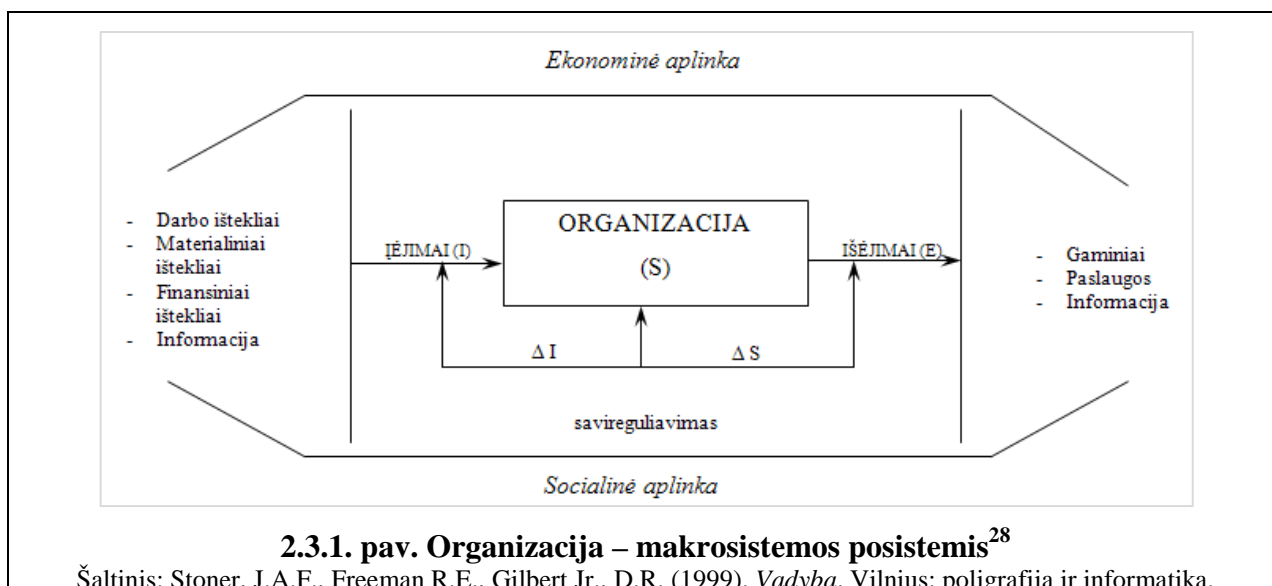 Ekonominė aplinka
- Darbo ištekliai
- Materialiniai
ištekliai
- Finansiniai
ištekliai
- Informacija
ĮĖJIMAI (I)
ORGANIZACIJA
(S)
IŠĖJIMAI (E)
- Gaminiai
- Paslaugos
- Informacija
Δ I
Δ S
savireguliavimas
Socialinė aplinka
2.3.1. pav. Organizacija – makrosistemos posistemis28
Šaltinis: Stoner, J.A.F., Freeman R.E., Gilbert Jr., D.R. (1999). Vadyba. Vilnius: poligrafija ir informatika.